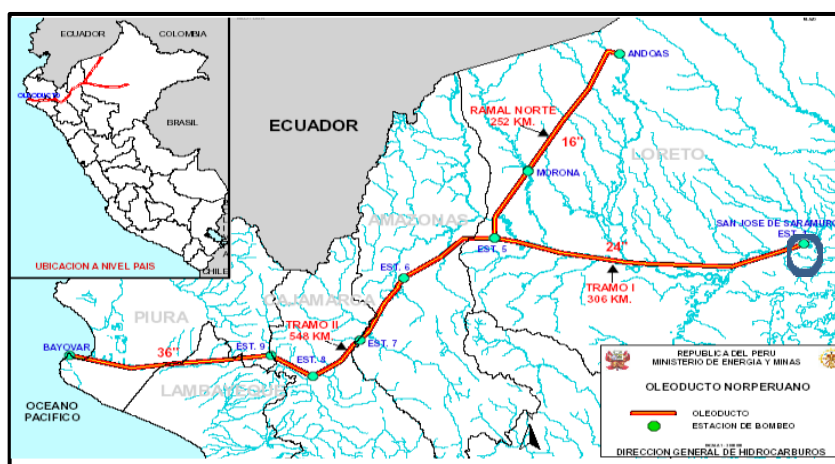 ECUADOR
COLOMBIA
OLEODUCTO
BRASIL
CHILE
UBICACION A NIVEL PAIS
ECUADOR
ANDOAS
RAMAL NORTE
252 KM.
16"
LORETO
MORONA
AMAZONAS
SAN JOSE DE SARAMURO
EST. 5
24"
TRAMO I
306 KM.
EST. 6
CAJAMARCA
TRAMO II
548 KM.
PIURA
BAYOVAR
36"
EST. 9
EST. 8
EST. 7
LAMBAYEQUE
OCEANO
PACIFICO
REPUBLICA DEL PERU
MINISTERIO DE ENERGIA Y MINAS
OLEODUCTO NORPERUANO
OLEODUCTO
ESTACION DE BOMBEO
DIRECCION GENERAL DE HIDROCARBUROS